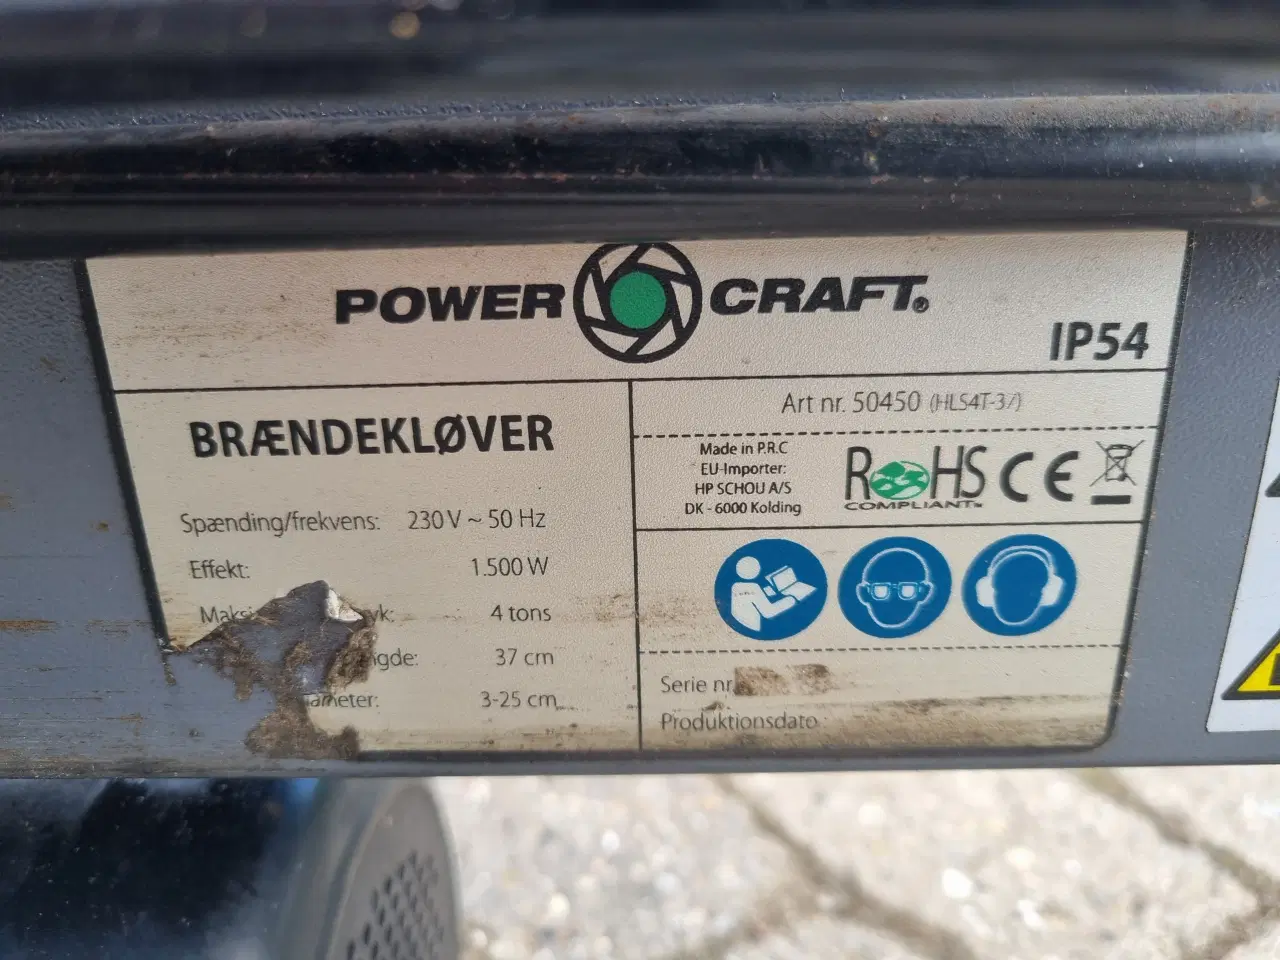 POWER CRAFT®
IP54
BRÆNDEKLØVER
Spænding/frekvens: 230 V ~ 50 Hz
Effekt: 1.500 W
4 tons
37 cm
3-25 cm
Art nr. 50450 (HLS4T-37)
Made in P.R.C
EU-Importer:
HP SCHOU A/S
DK - 6000 Kolding
ROHS CE
COMPLIANT
Serie nr.
Produktionsdato